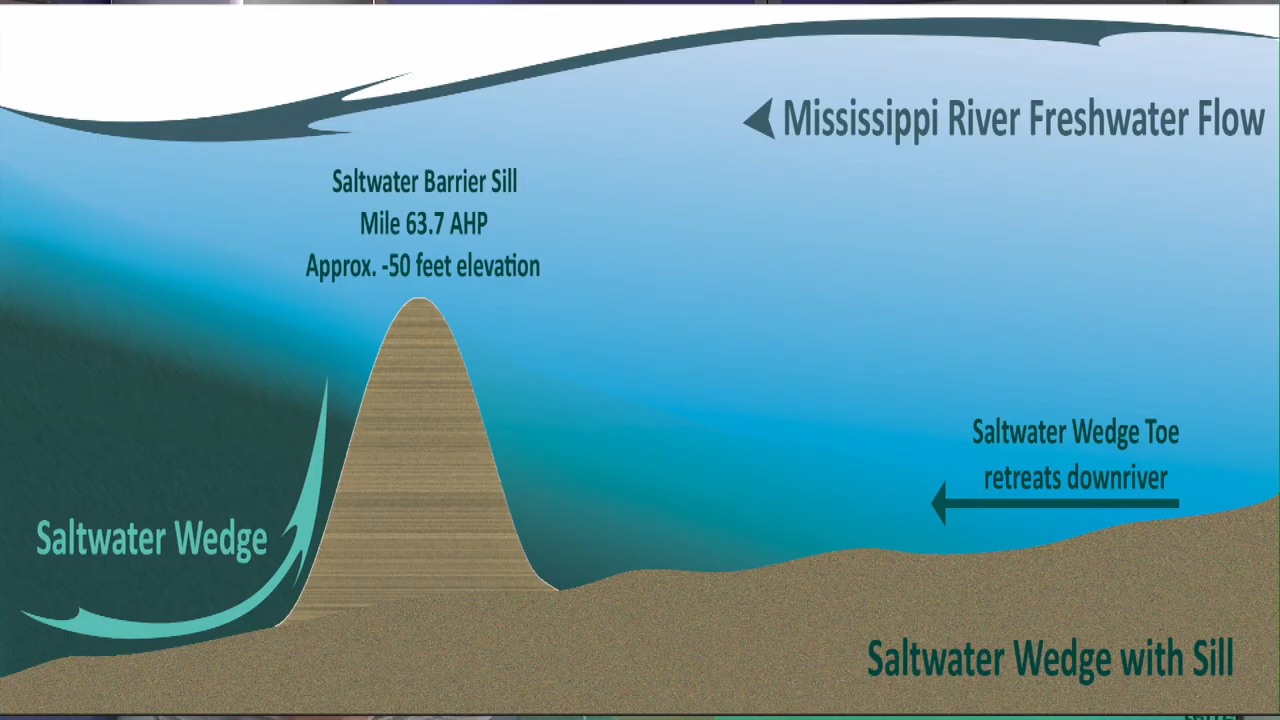 Mississippi River Freshwater Flow
Saltwater Barrier Sill
Mile 63.7 AHP
Approx. -50 feet elevation
Saltwater Wedge Toe
retreats downriver
Saltwater Wedge
Saltwater Wedge with Sill